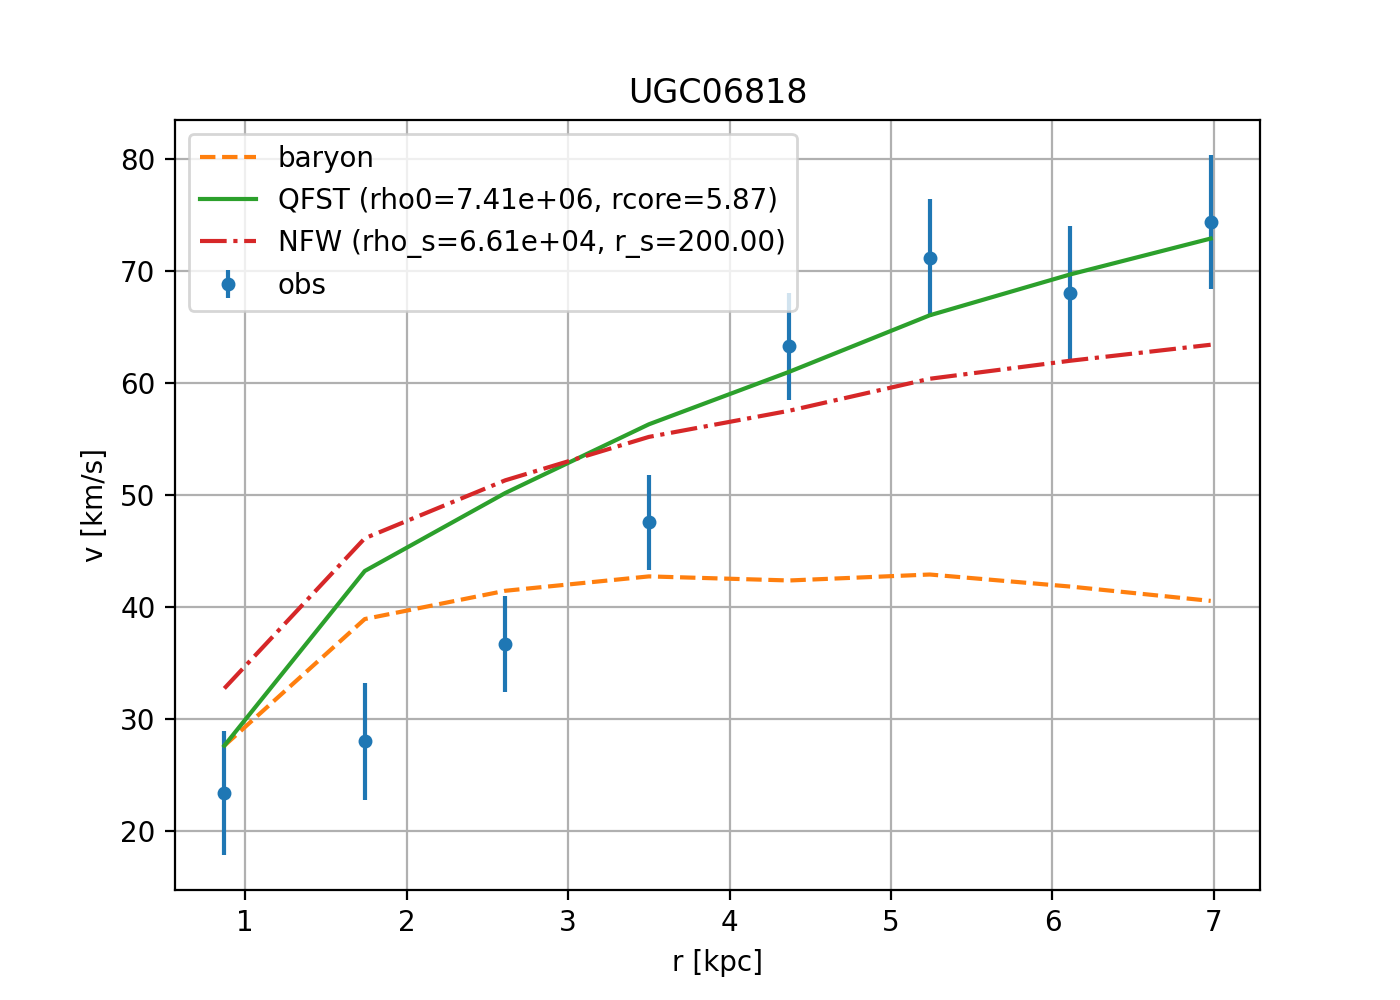 UGC06818
baryon
QFST (rho0=7.41e+06, rcore=5.87)
NFW (rho_s=6.61e+04, r_s=200.00)
obs
80
70
60
50
40
30
20
v [km/s]
1 2 3 4 5 6 7
r [kpc]